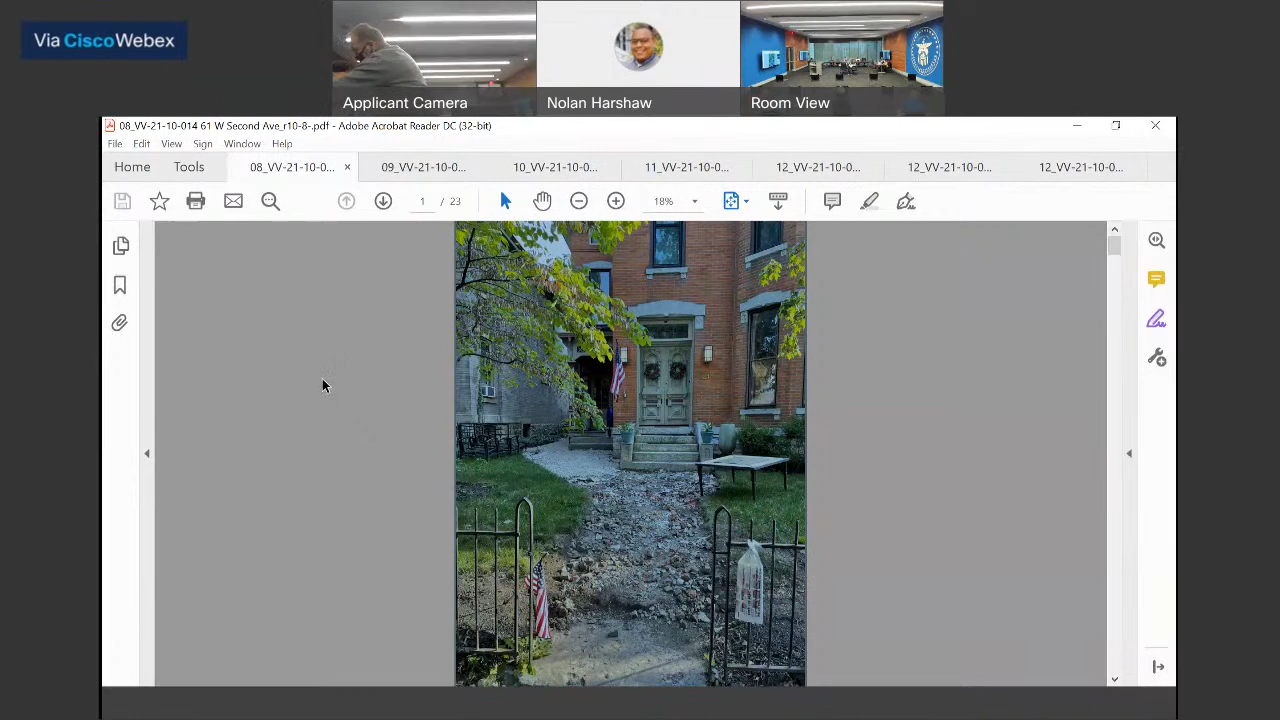 Via CiscoWebex
Applicant Camera
Nolan Harshaw
Room View
08_VV-21-10-014 61 W Second Ave_r10-8-.pdf - Adobe Acrobat Reader DC (32-bit)
File Edit View Window Help
Home Tools 08_VV-21-10-0... × 09_VV-21-10-0... 10_VV-21-10-0... 11_VV-21-10-0... 12_VV-21-10-0... 12_VV-21-10-0... 12_VV-21-10-0...
1 / 23 18%